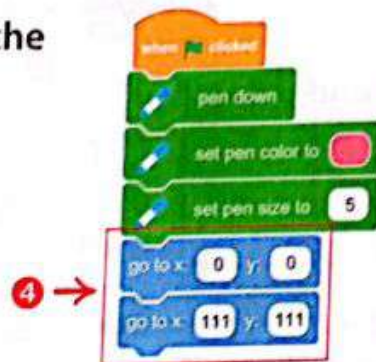 the
when clicked
pen down
set pen color to
set pen size to 5
4
go to x: 0 y: 0
go to x: 111 y: 111